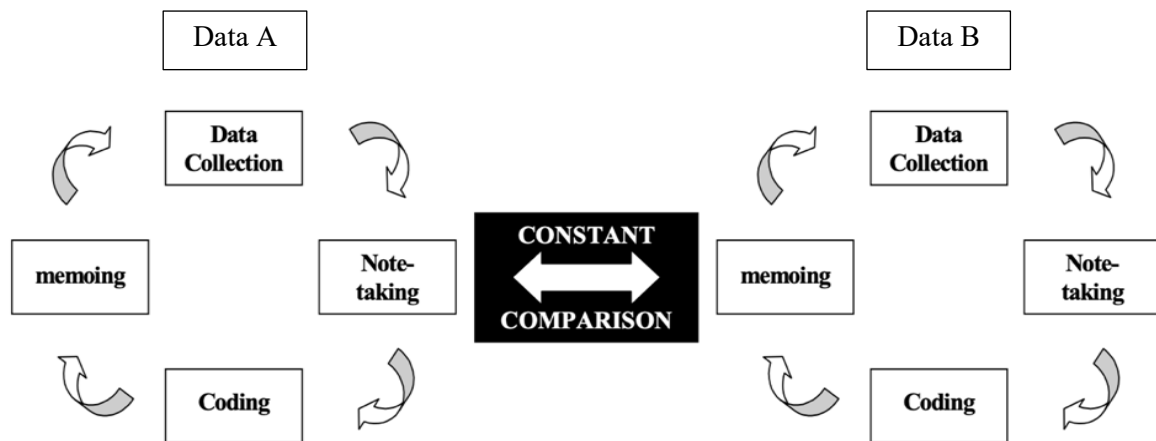 Data A
Data B
Data
Collection
Data
Collection
memoing
Note-
taking
CONSTANT
COMPARISON
memoing
Note-
taking
Coding
Coding